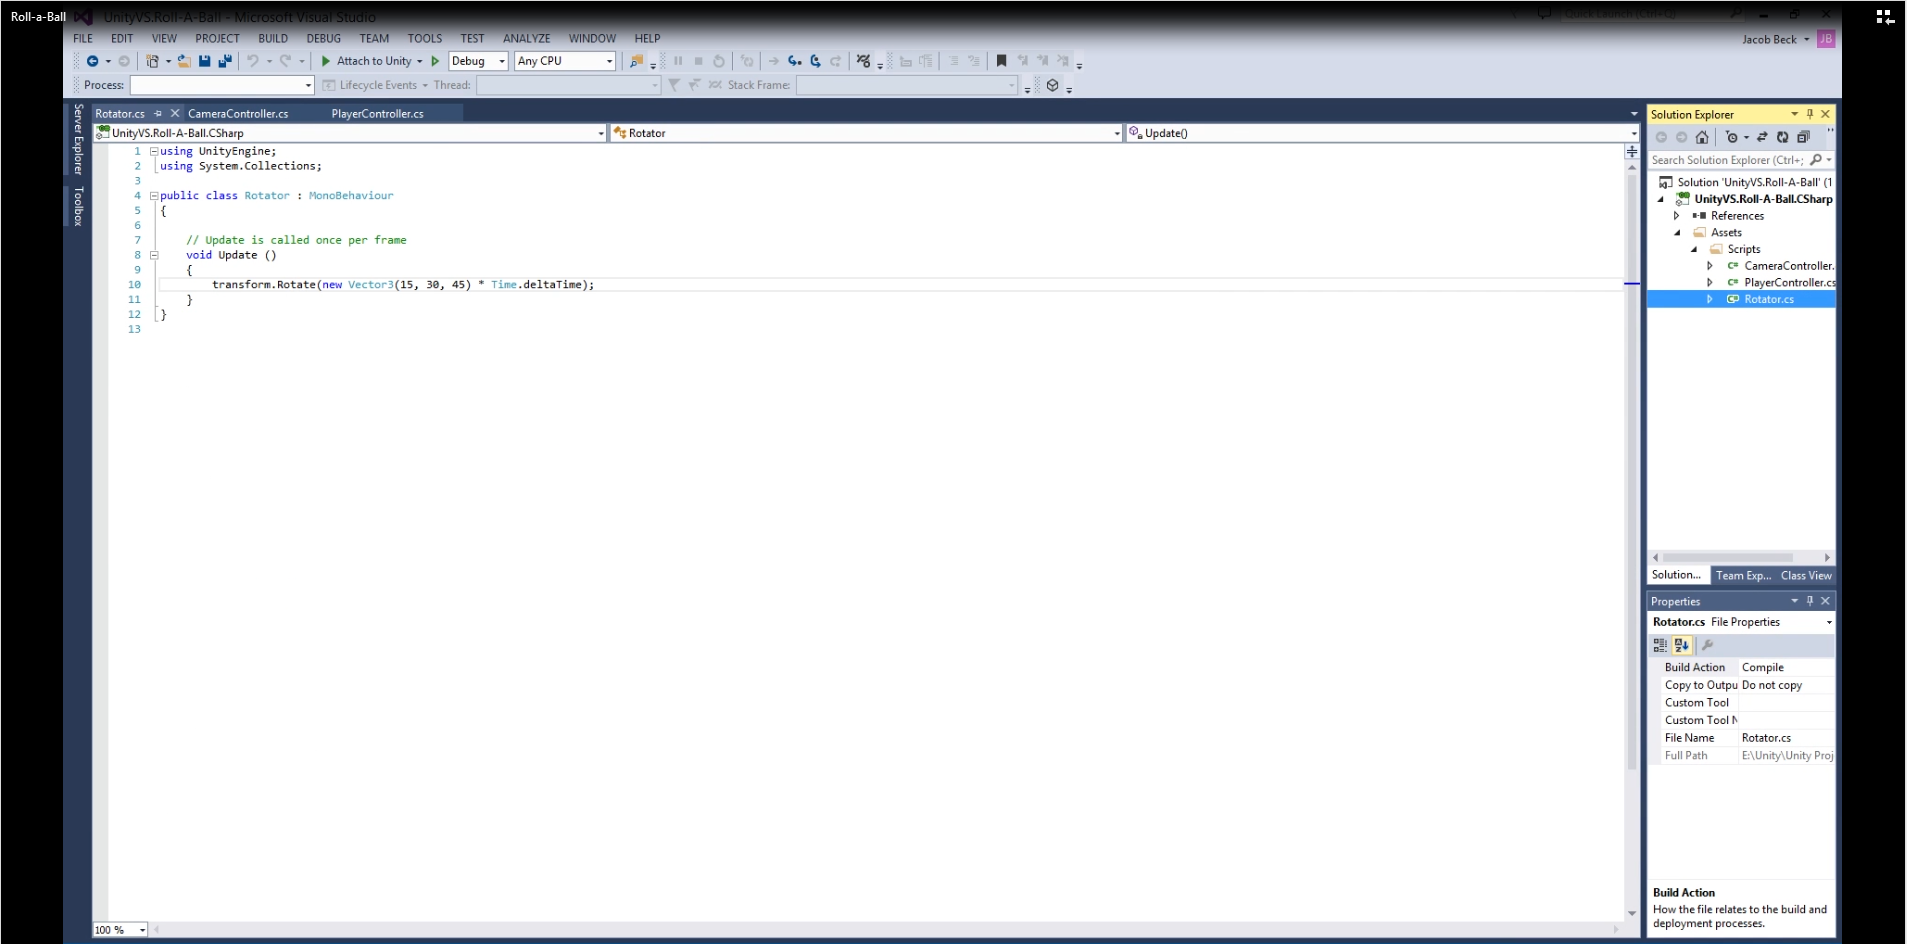 Roll-a-Ball
UnityVS.Roll-A-Ball - Microsoft Visual Studio
Quick Launch (Ctrl+Q)
FILE EDIT VIEW PROJECT BUILD DEBUG TEAM TOOLS TEST ANALYZE WINDOW HELP
Jacob Beck JB
Attach to Unity Debug Any CPU
Process: Lifecycle Events Thread: Stack Frame:
Server Explorer
Toolbox
Rotator.cs CameraController.cs PlayerController.cs
UnityVS.Roll-A-Ball.CSharp Rotator Update()
1 using UnityEngine;
2 using System.Collections;
3
4 public class Rotator : MonoBehaviour
5 {
6
7 // Update is called once per frame
8 void Update ()
9 {
10 transform.Rotate(new Vector3(15, 30, 45) * Time.deltaTime);
11 }
12 }
13
100 %
Solution Explorer
Search Solution Explorer (Ctrl+;
Solution 'UnityVS.Roll-A-Ball' (1
UnityVS.Roll-A-Ball.CSharp
References
Assets
Scripts
C# CameraController.
C# PlayerController.cs
C# Rotator.cs
Solution... Team Exp... Class View
Properties
Rotator.cs File Properties
Build Action Compile
Copy to Outpu Do not copy
Custom Tool
Custom Tool N
File Name Rotator.cs
Full Path E:\Unity\Unity Proj
Build Action
How the file relates to the build and
deployment processes.